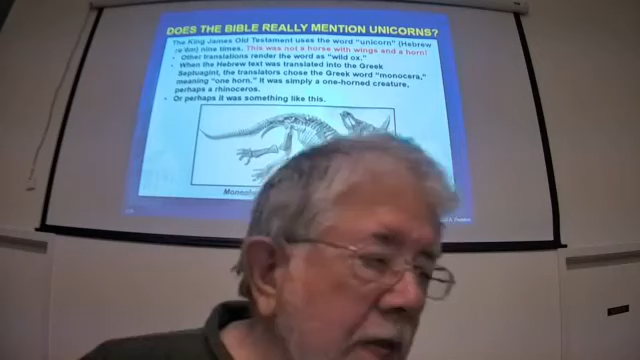 DOES THE BIBLE REALLY MENTION UNICORNS?
The King James Old Testament uses the word "unicorn" (Hebrew
nine times. This was not a horse with wings and a horn!
• Other translations render the word as "wild ox."
• When the Hebrew text was translated into the Greek
Septuagint, the translators chose the Greek word "monocera,"
meaning "one horn." It was simply a one-horned creature,
perhaps a rhinoceros.
• Or perhaps it was something like this.